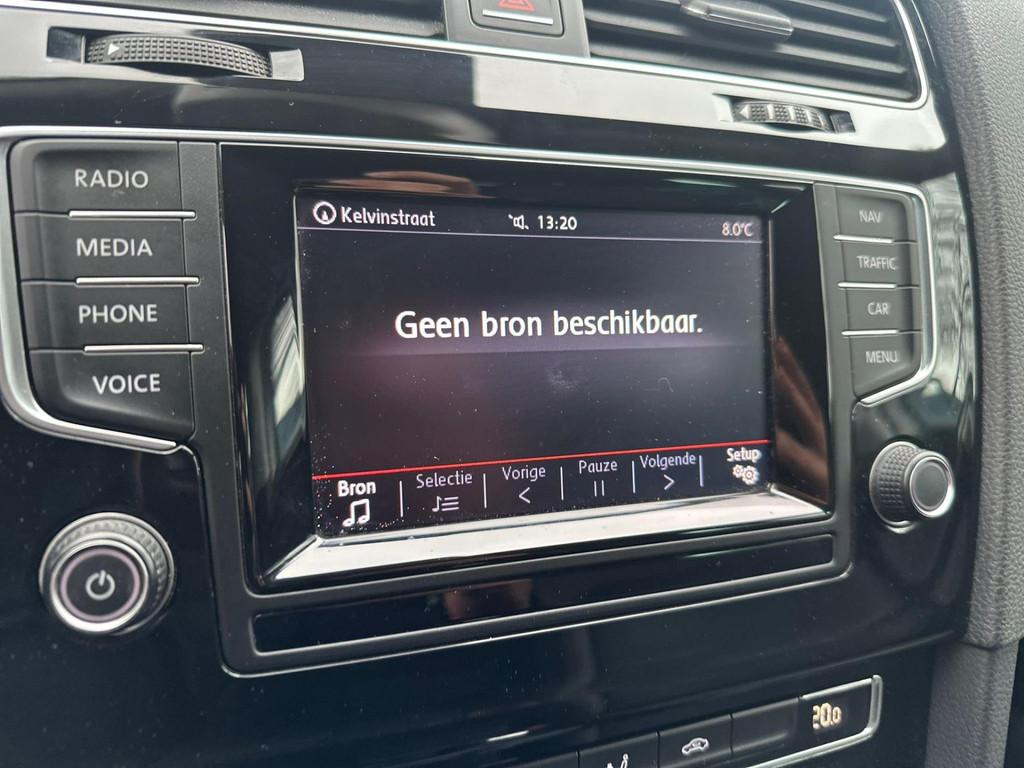 RADIO
MEDIA
PHONE
VOICE
Kelvinstraat 13:20 8.0°C
Geen bron beschikbaar.
Bron Selectie Vorige Pauze Volgende Setup
NAV
TRAFFIC
CAR
MENU
20.0